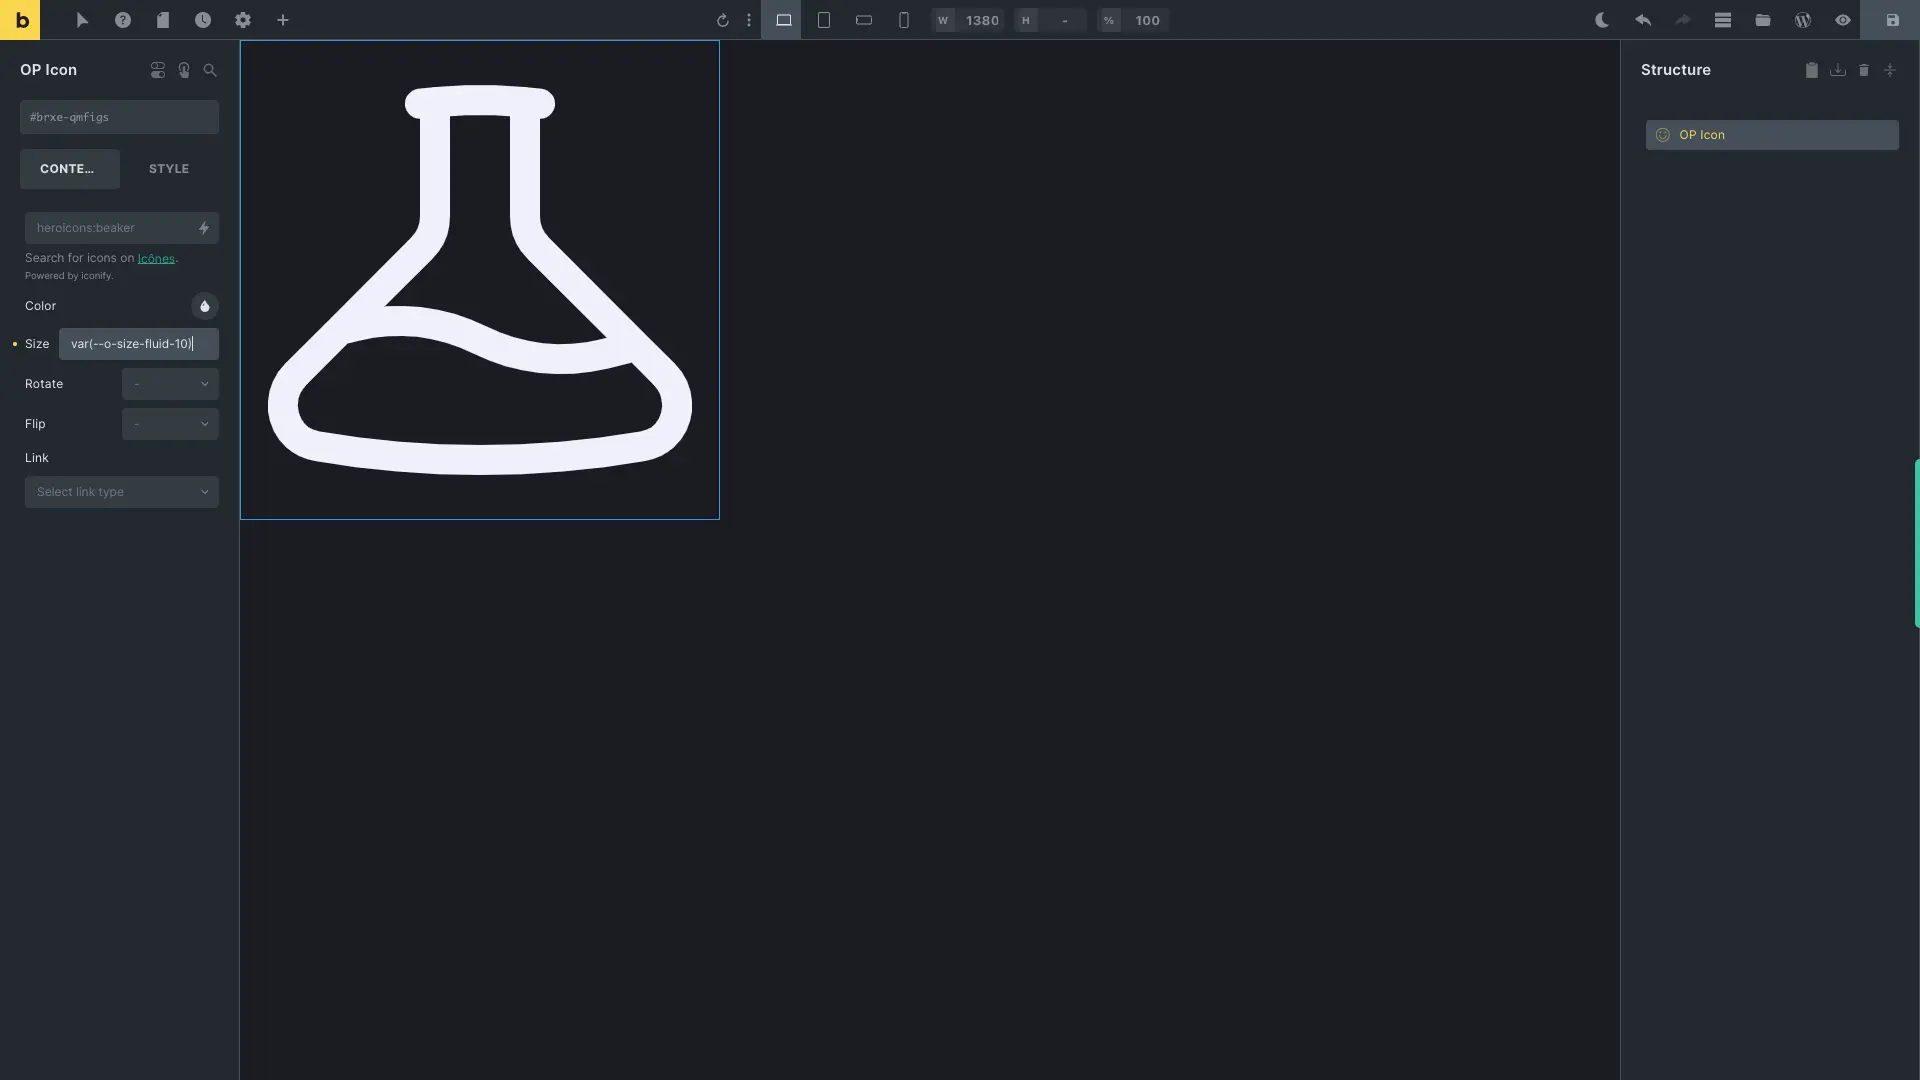 b
W 1380 H - % 100
OP Icon
#brxe-qmfigs
CONTE... STYLE
heroicons:beaker
Search for icons on Icônes.
Powered by iconify.
Color
Size var(--o-size-fluid-10)
Rotate -
Flip -
Link
Select link type
Structure
OP Icon